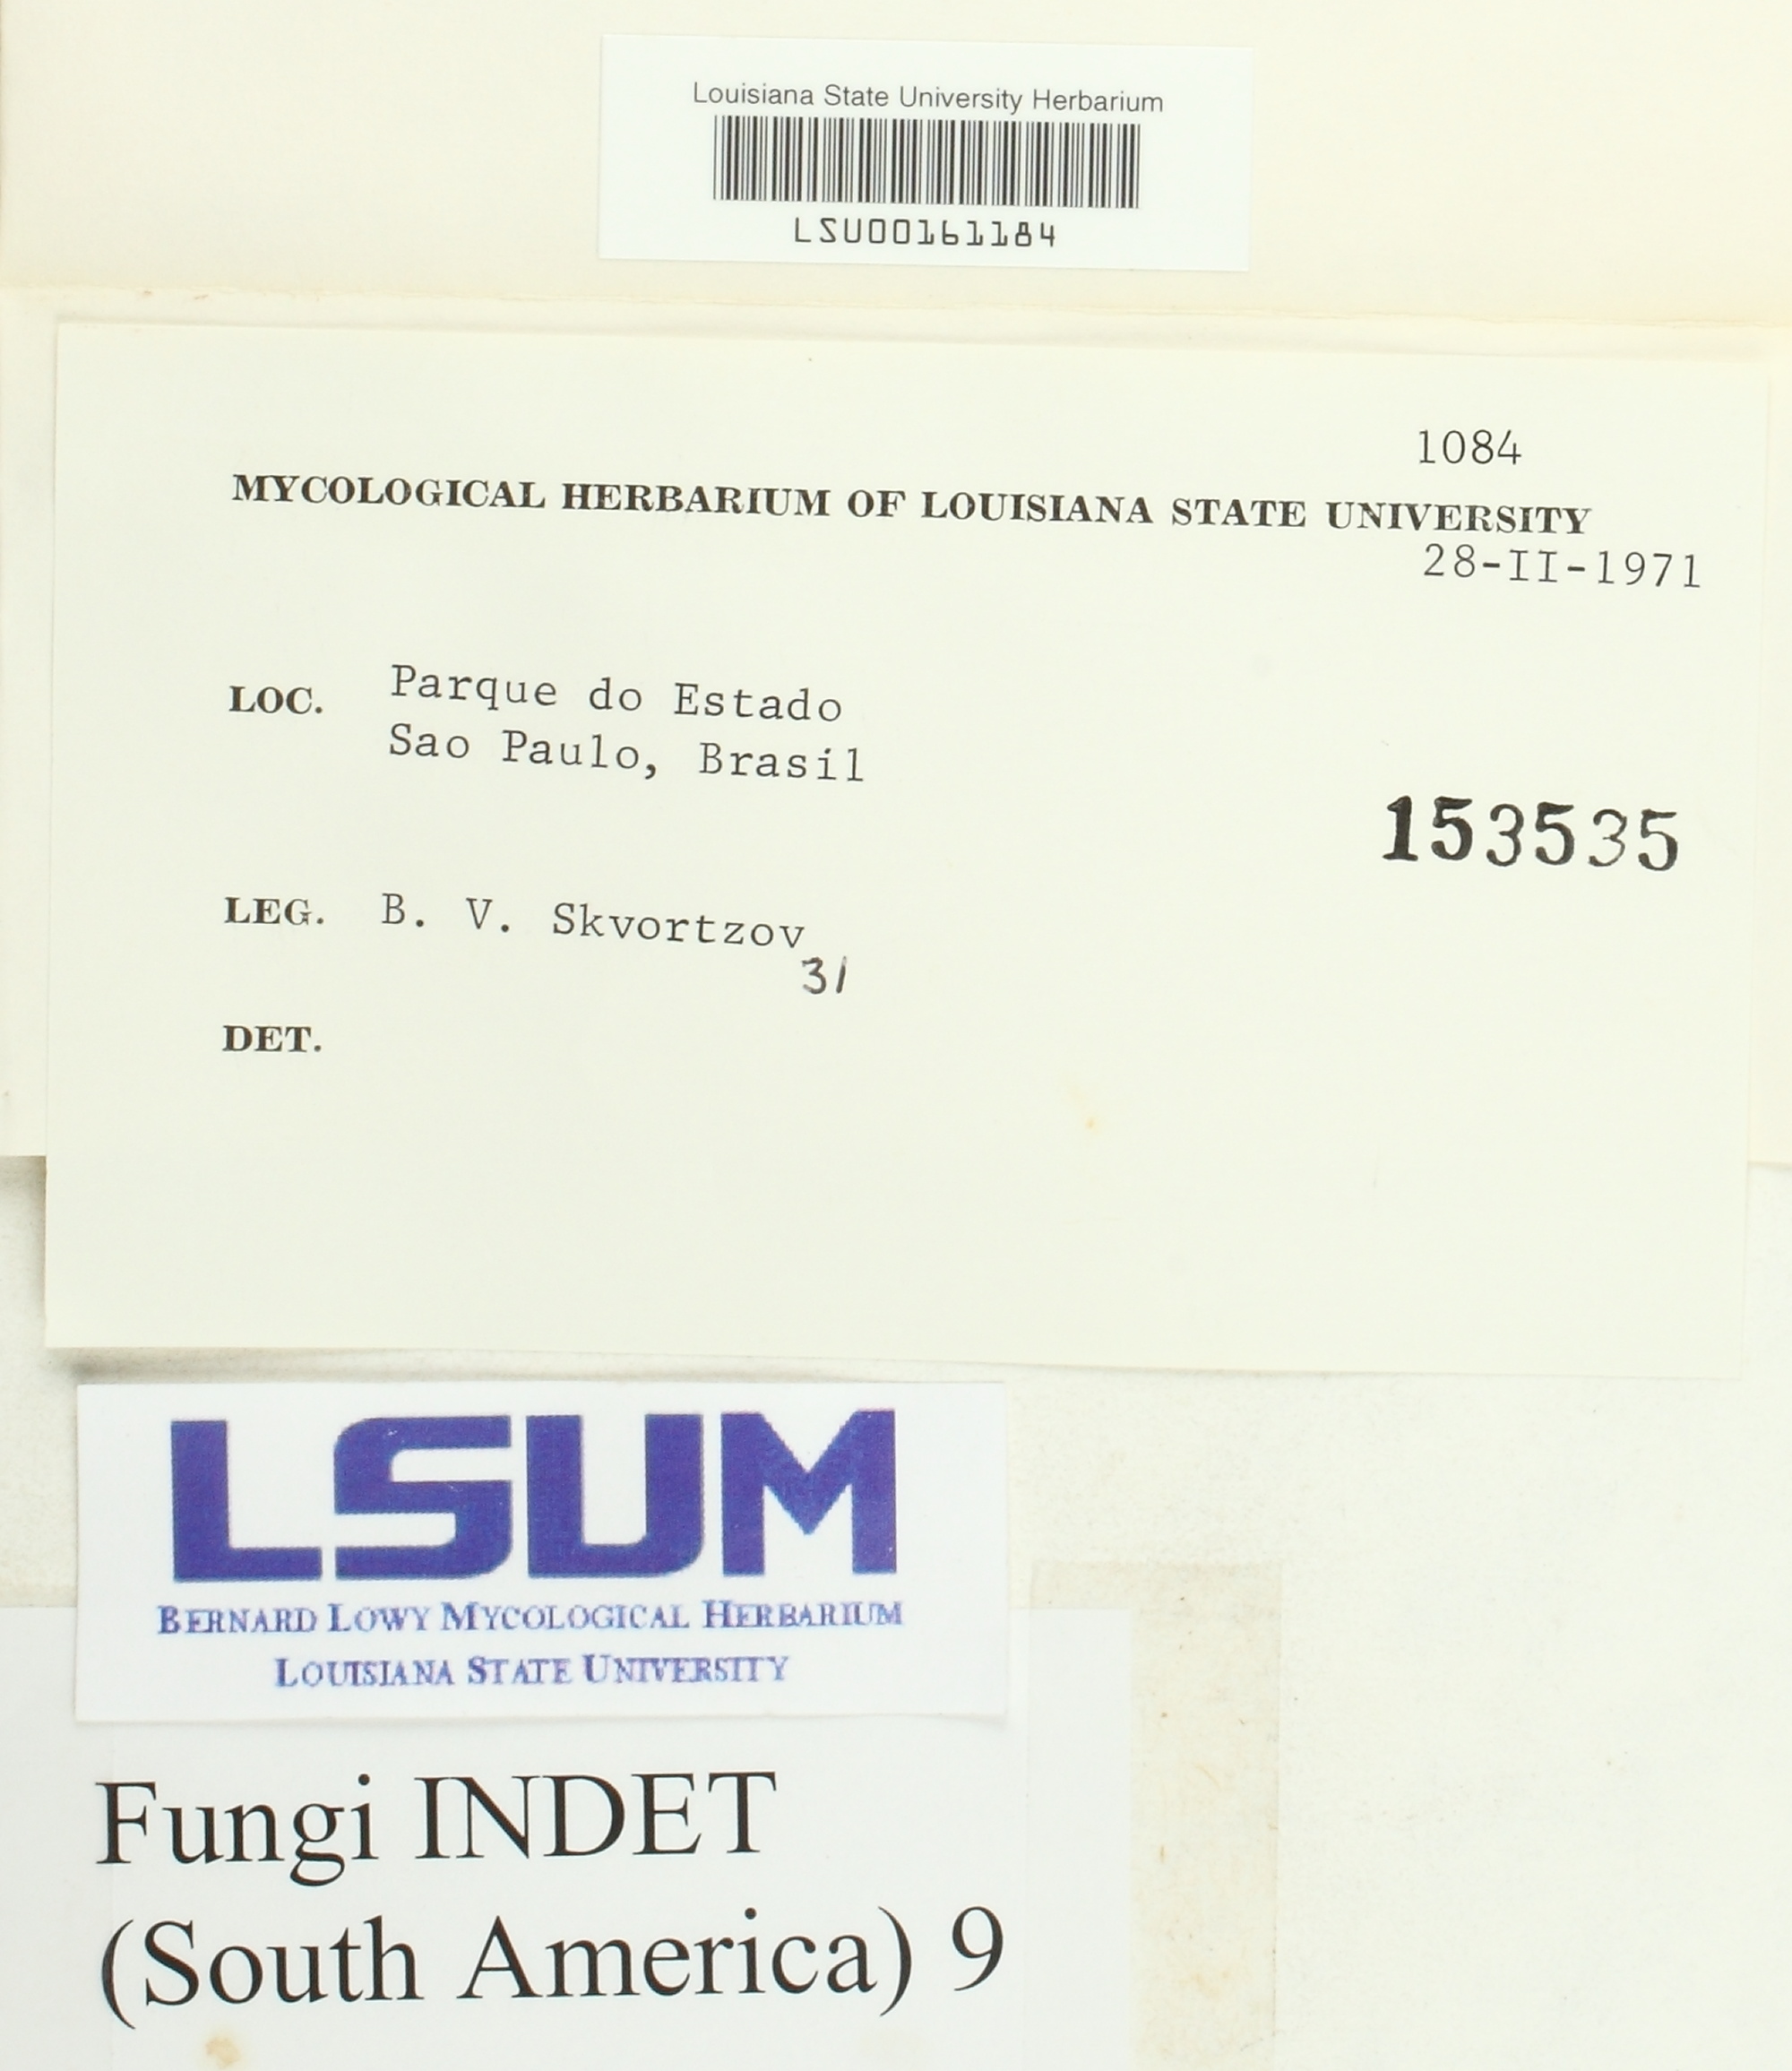 Louisiana State University Herbarium
LSU00161184
1084
MYCOLOGICAL HERBARIUM OF LOUISIANA STATE UNIVERSITY
28-II-1971
LOC. Parque do Estado
Sao Paulo, Brasil
153535
LEG. B. V. Skvortzov
31
DET.
LSUM
BERNARD LOWY MYCOLOGICAL HERBARIUM
LOUISIANA STATE UNIVERSITY
Fungi INDET
(South America) 9